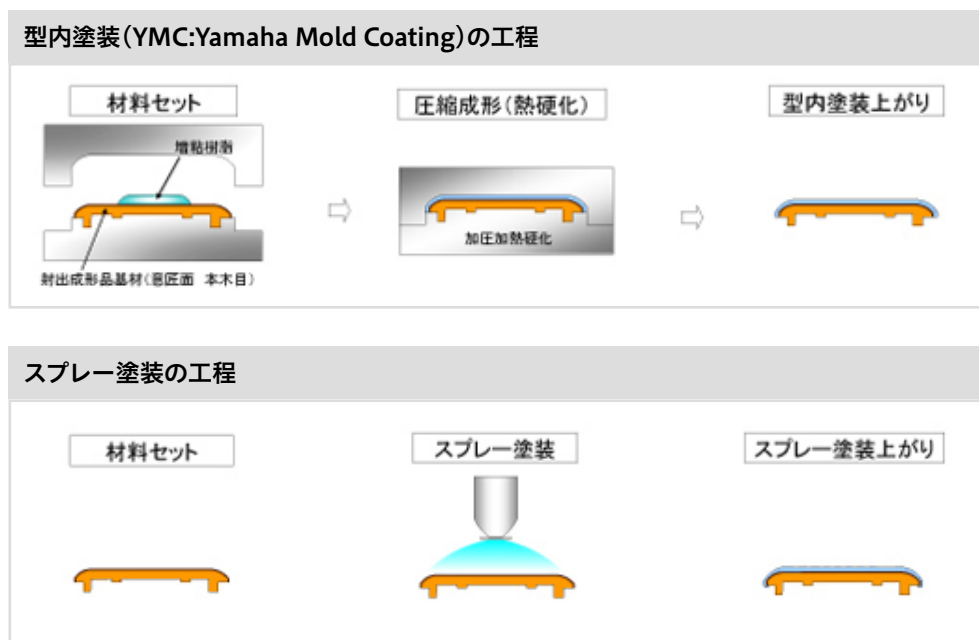 型内塗装(YMC:Yamaha Mold Coating)の工程
材料セット
圧縮成形(熱硬化)
型内塗装上がり
増粘樹脂
加圧加熱硬化
射出成形品基材(意匠面 本木目)
スプレー塗装の工程
材料セット
スプレー塗装
スプレー塗装上がり